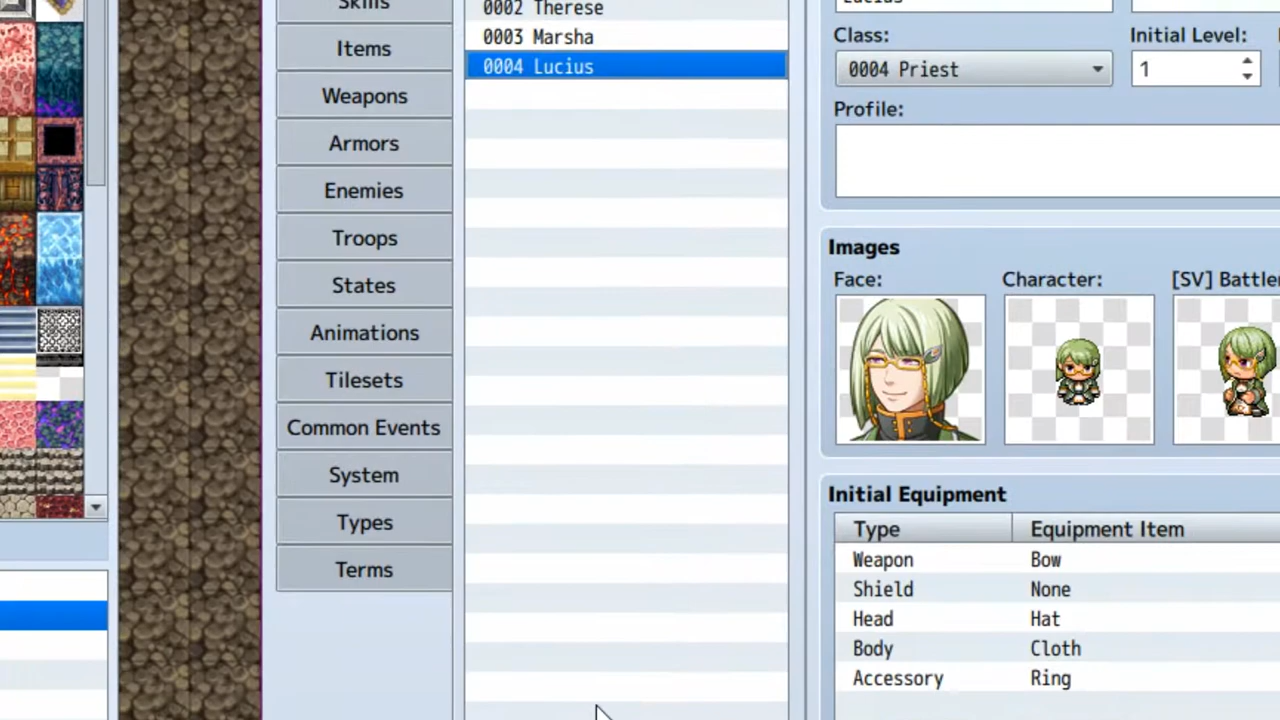 Skills
Items
Weapons
Armors
Enemies
Troops
States
Animations
Tilesets
Common Events
System
Types
Terms
0002 Therese
0003 Marsha
0004 Lucius
Lucius
Class:
Initial Level:
0004 Priest
1
Profile:
Images
Face:
Character:
[SV] Battler
Initial Equipment
Type Equipment Item
Weapon Bow
Shield None
Head Hat
Body Cloth
Accessory Ring